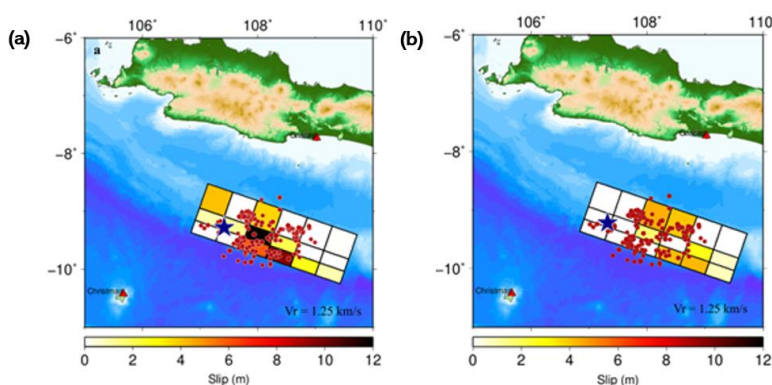 106 108 110
(a)
−6
a
−8
Christmas
−10
Vr = 1.25 km/s
0 2 4 6 8 10 12
Slip (m)
106 108 110
(b)
−6
−8
Christmas
−10
Vr = 1.25 km/s
0 2 4 6 8 10 12
Slip (m)